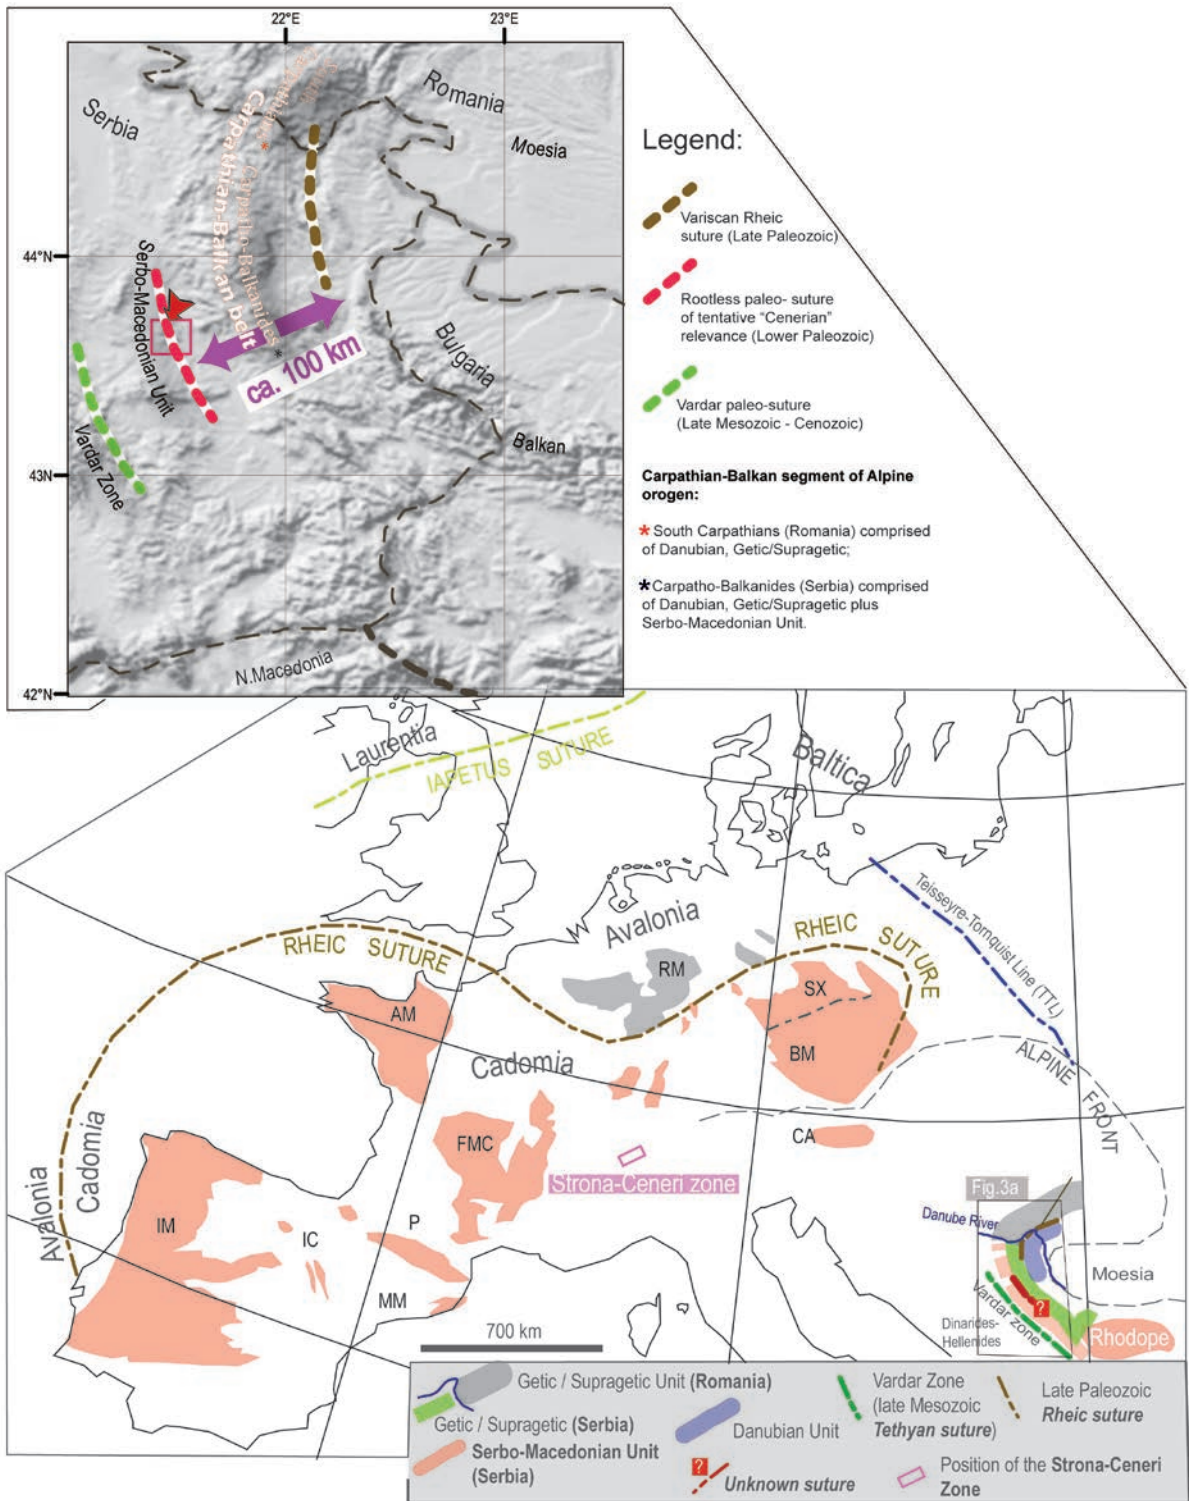 22°E
23°E
South
Carpathians*
Romania
Serbia
Moesia
Carpathian-Balkan belt
Carpatho-Balkanides*
44°N
Serbo-Macedonian Unit
ca. 100 km
Bulgaria
Balkan
Vardar Zone
43°N
N.Macedonia
42°N
Legend:
Variscan Rheic
suture (Late Paleozoic)
Rootless paleo- suture
of tentative “Cenerian”
relevance (Lower Paleozoic)
Vardar paleo-suture
(Late Mesozoic - Cenozoic)
Carpathian-Balkan segment of Alpine
orogen:
* South Carpathians (Romania) comprised
of Danubian, Getic/Supragetic;
*Carpatho-Balkanides (Serbia) comprised
of Danubian, Getic/Supragetic plus
Serbo-Macedonian Unit.
Laurentia
IAPETUS SUTURE
Baltica
Teisseyre-Tornquist Line (TTL)
Avalonia
RHEIC SUTURE
RHEIC SUTURE
RM
SX
AM
BM
Cadomia
ALPINE FRONT
Avalonia
Cadomia
FMC
CA
Strona-Ceneri zone
Fig.3a
IM
IC
P
Danube River
Moesia
MM
?
Vardar zone
Dinarides-
Hellenides
Rhodope
700 km
Getic / Supragetic Unit (Romania)
Getic / Supragetic (Serbia)
Serbo-Macedonian Unit
(Serbia)
Danubian Unit
? Unknown suture
Vardar Zone
(late Mesozoic
Tethyan suture)
Late Paleozoic
Rheic suture
Position of the Strona-Ceneri
Zone